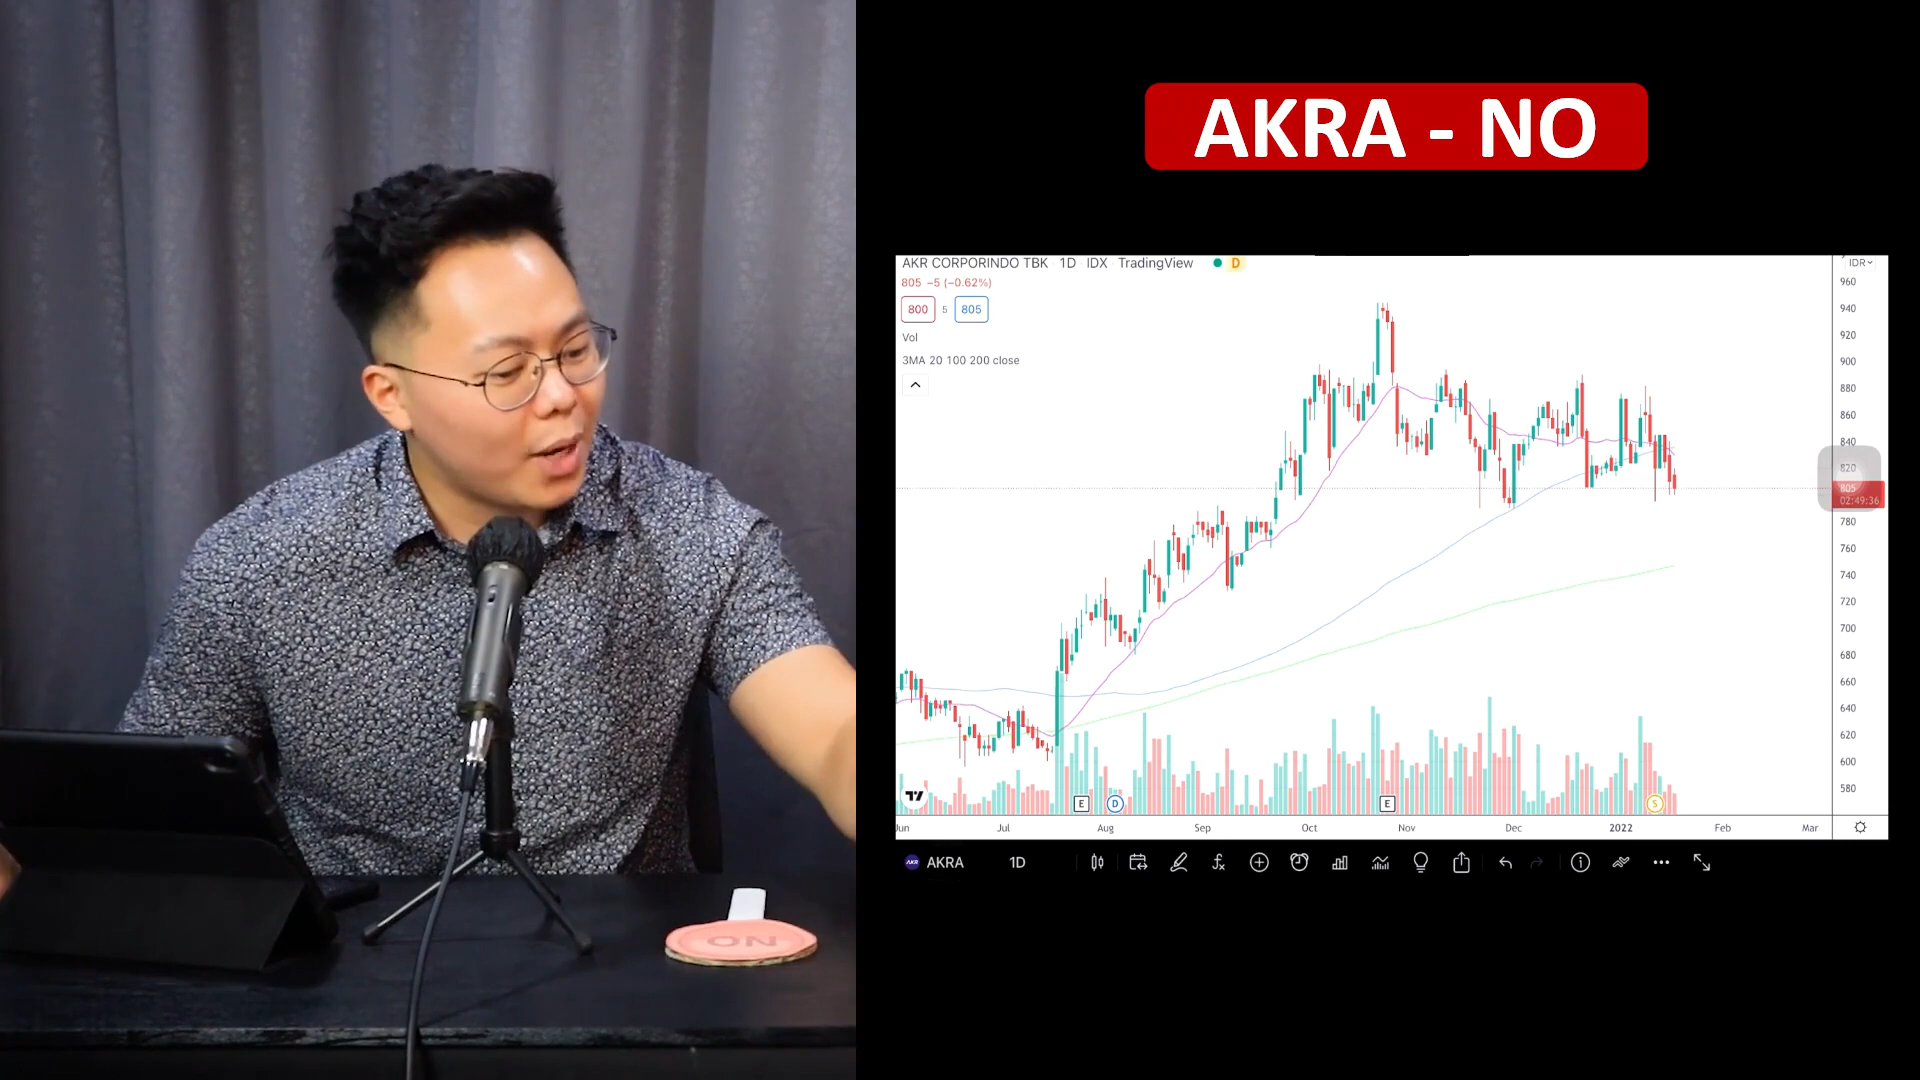 AKRA - NO
AKR CORPORINDO TBK · 1D · IDX · TradingView D
805 −5 (−0.62%)
800 5 805
Vol
3MA 20 100 200 close
IDR
960
940
920
900
880
860
840
820
805
02:49:36
780
760
740
720
700
680
660
640
620
600
580
E D E S
Jun Jul Aug Sep Oct Nov Dec 2022 Feb Mar
AKR AKRA 1D
NO